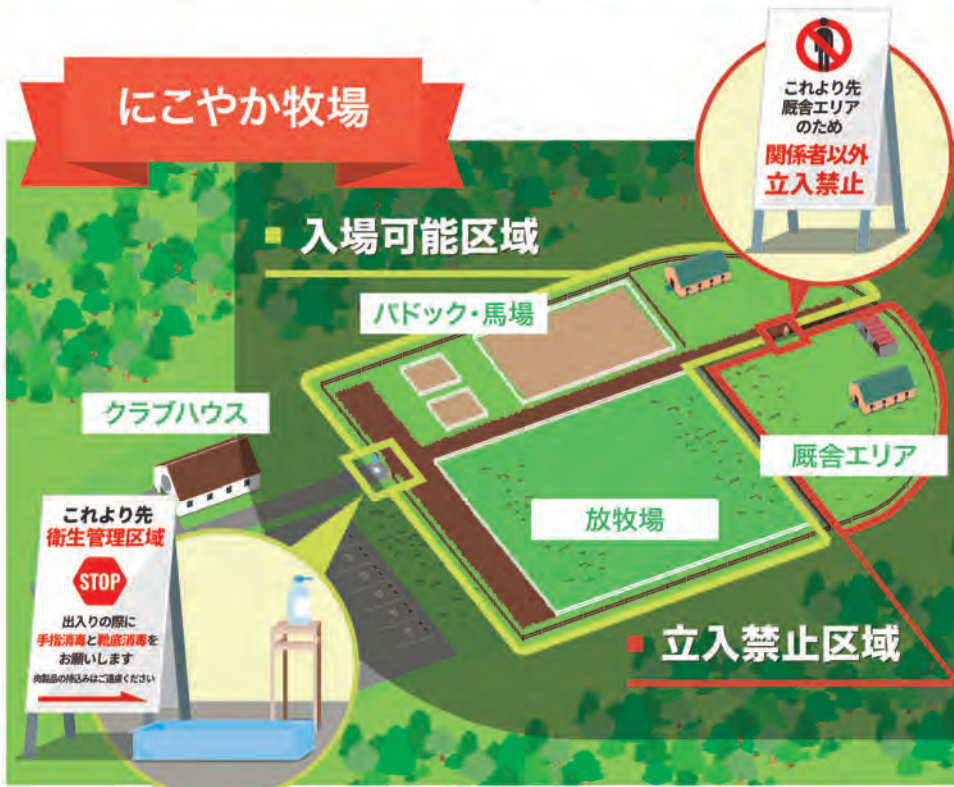 にこやか牧場
これより先
厩舎エリア
のため
関係者以外
立入禁止
入場可能区域
パドック・馬場
クラブハウス
厩舎エリア
放牧場
これより先
衛生管理区域
STOP
出入りの際に
手指消毒と靴底消毒を
お願いします
肉製品の持込みはご遠慮ください
立入禁止区域